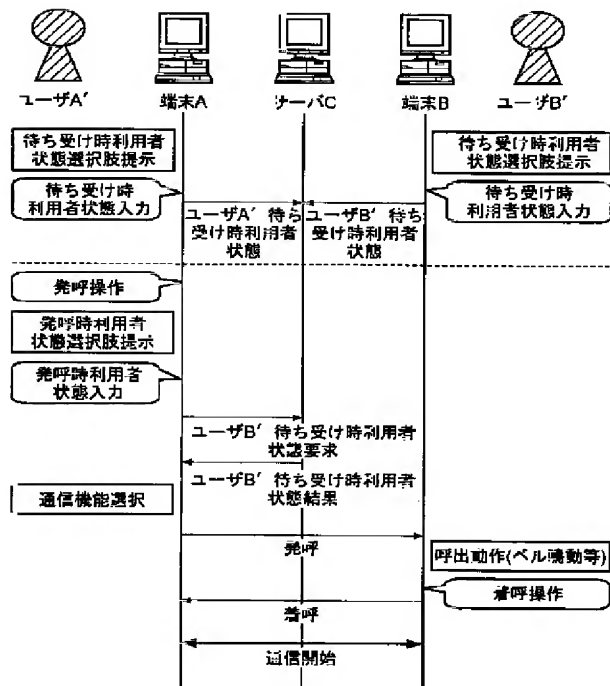 ユーザA′
端末A
サーバC
端末B
ユーザB′
待ち受け時利用者
状態選択肢提示
待ち受け時利用者
状態選択肢提示
待ち受け時
利用者状態入力
待ち受け時
利用者状態入力
ユーザA′ 待ち
受け時利用者
状態
ユーザB′ 待ち
受け時利用者
状態
発呼操作
発呼時利用者
状態選択肢提示
発呼時利用者
状態入力
ユーザB′ 待ち受け時利用者
状態要求
ユーザB′ 待ち受け時利用者
状態結果
通信機能選択
発呼
呼出動作(ベル鳴動等)
着呼操作
着呼
通信開始